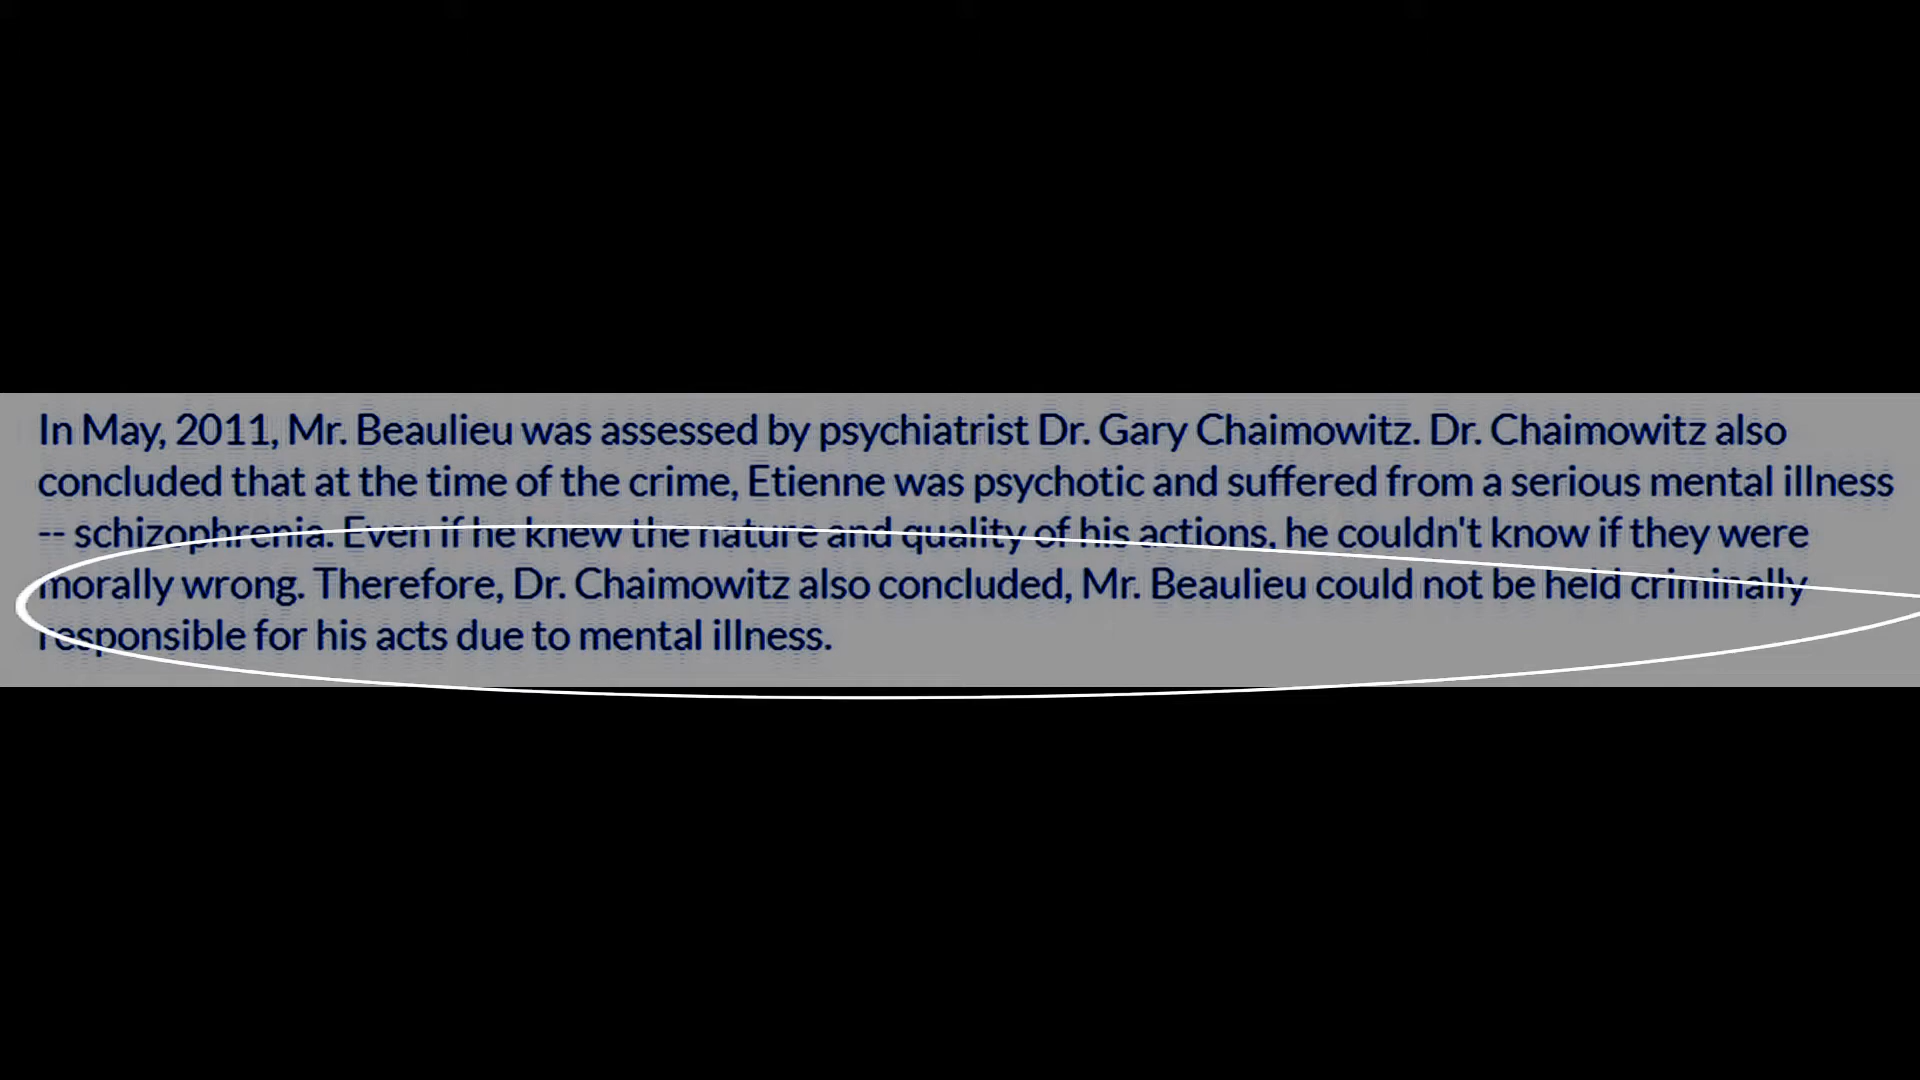 In May, 2011, Mr. Beaulieu was assessed by psychiatrist Dr. Gary Chaimowitz. Dr. Chaimowitz also
concluded that at the time of the crime, Etienne was psychotic and suffered from a serious mental illness
-- schizophrenia. Even if he knew the nature and quality of his actions, he couldn't know if they were
morally wrong. Therefore, Dr. Chaimowitz also concluded, Mr. Beaulieu could not be held criminally
responsible for his acts due to mental illness.